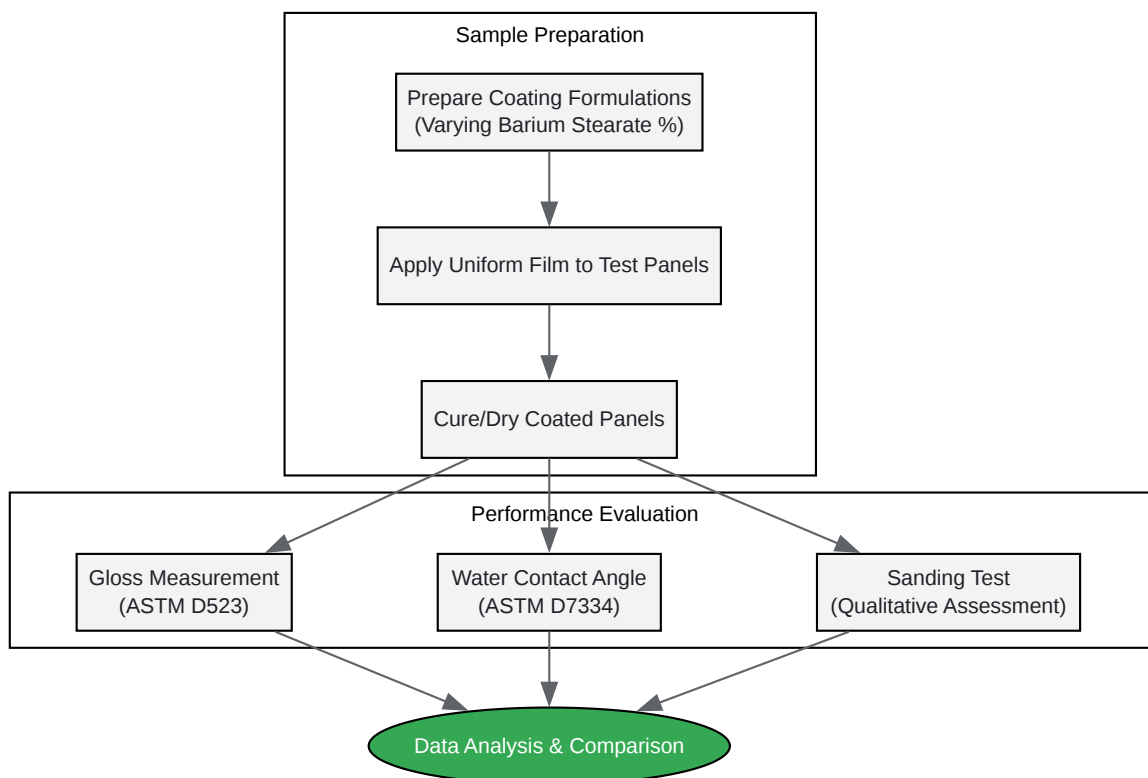 Sample Preparation
Prepare Coating Formulations
(Varying Barium Stearate %)
Apply Uniform Film to Test Panels
Cure/Dry Coated Panels
Performance Evaluation
Gloss Measurement
(ASTM D523)
Water Contact Angle
(ASTM D7334)
Sanding Test
(Qualitative Assessment)
Data Analysis & Comparison